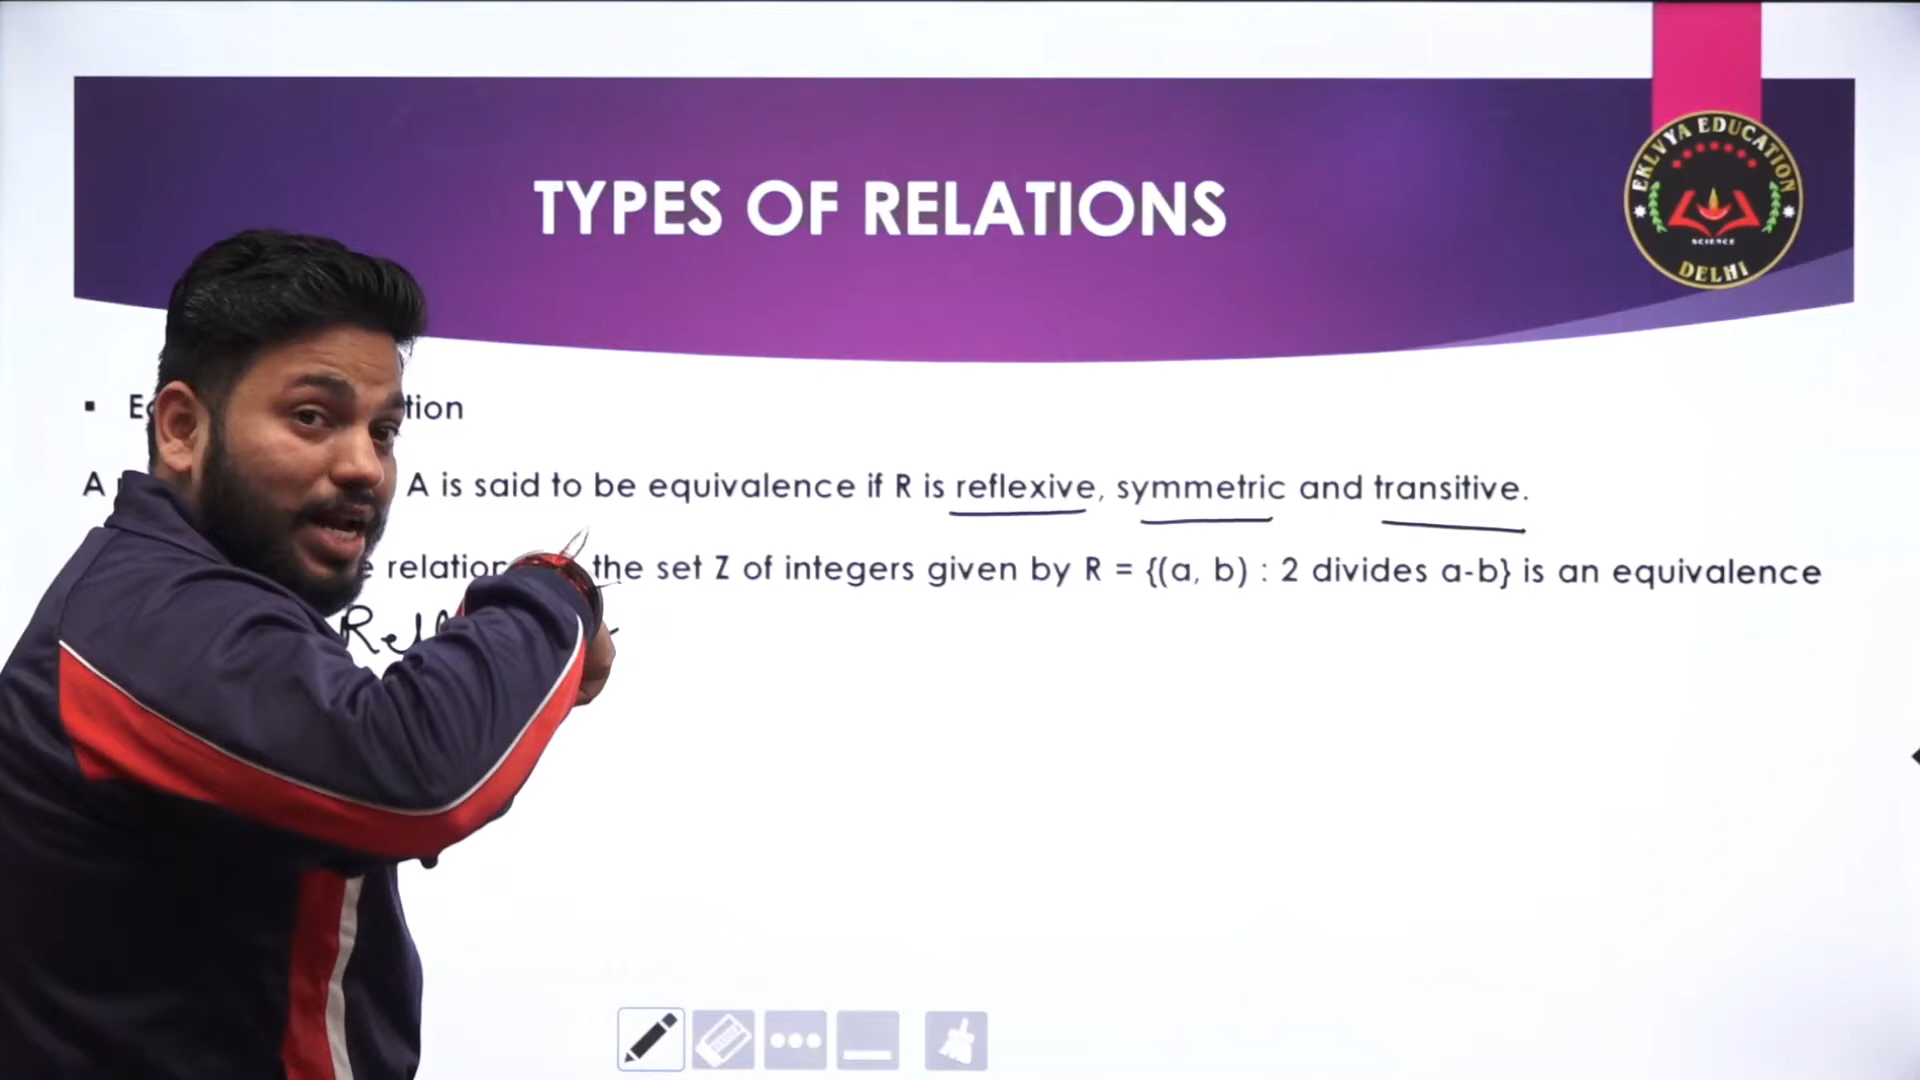 EKLVYA EDUCATION
SCIENCE
DELHI
TYPES OF RELATIONS
▪ tion
A A is said to be equivalence if R is reflexive, symmetric and transitive.
relation the set Z of integers given by R = {(a, b) : 2 divides a-b} is an equivalence